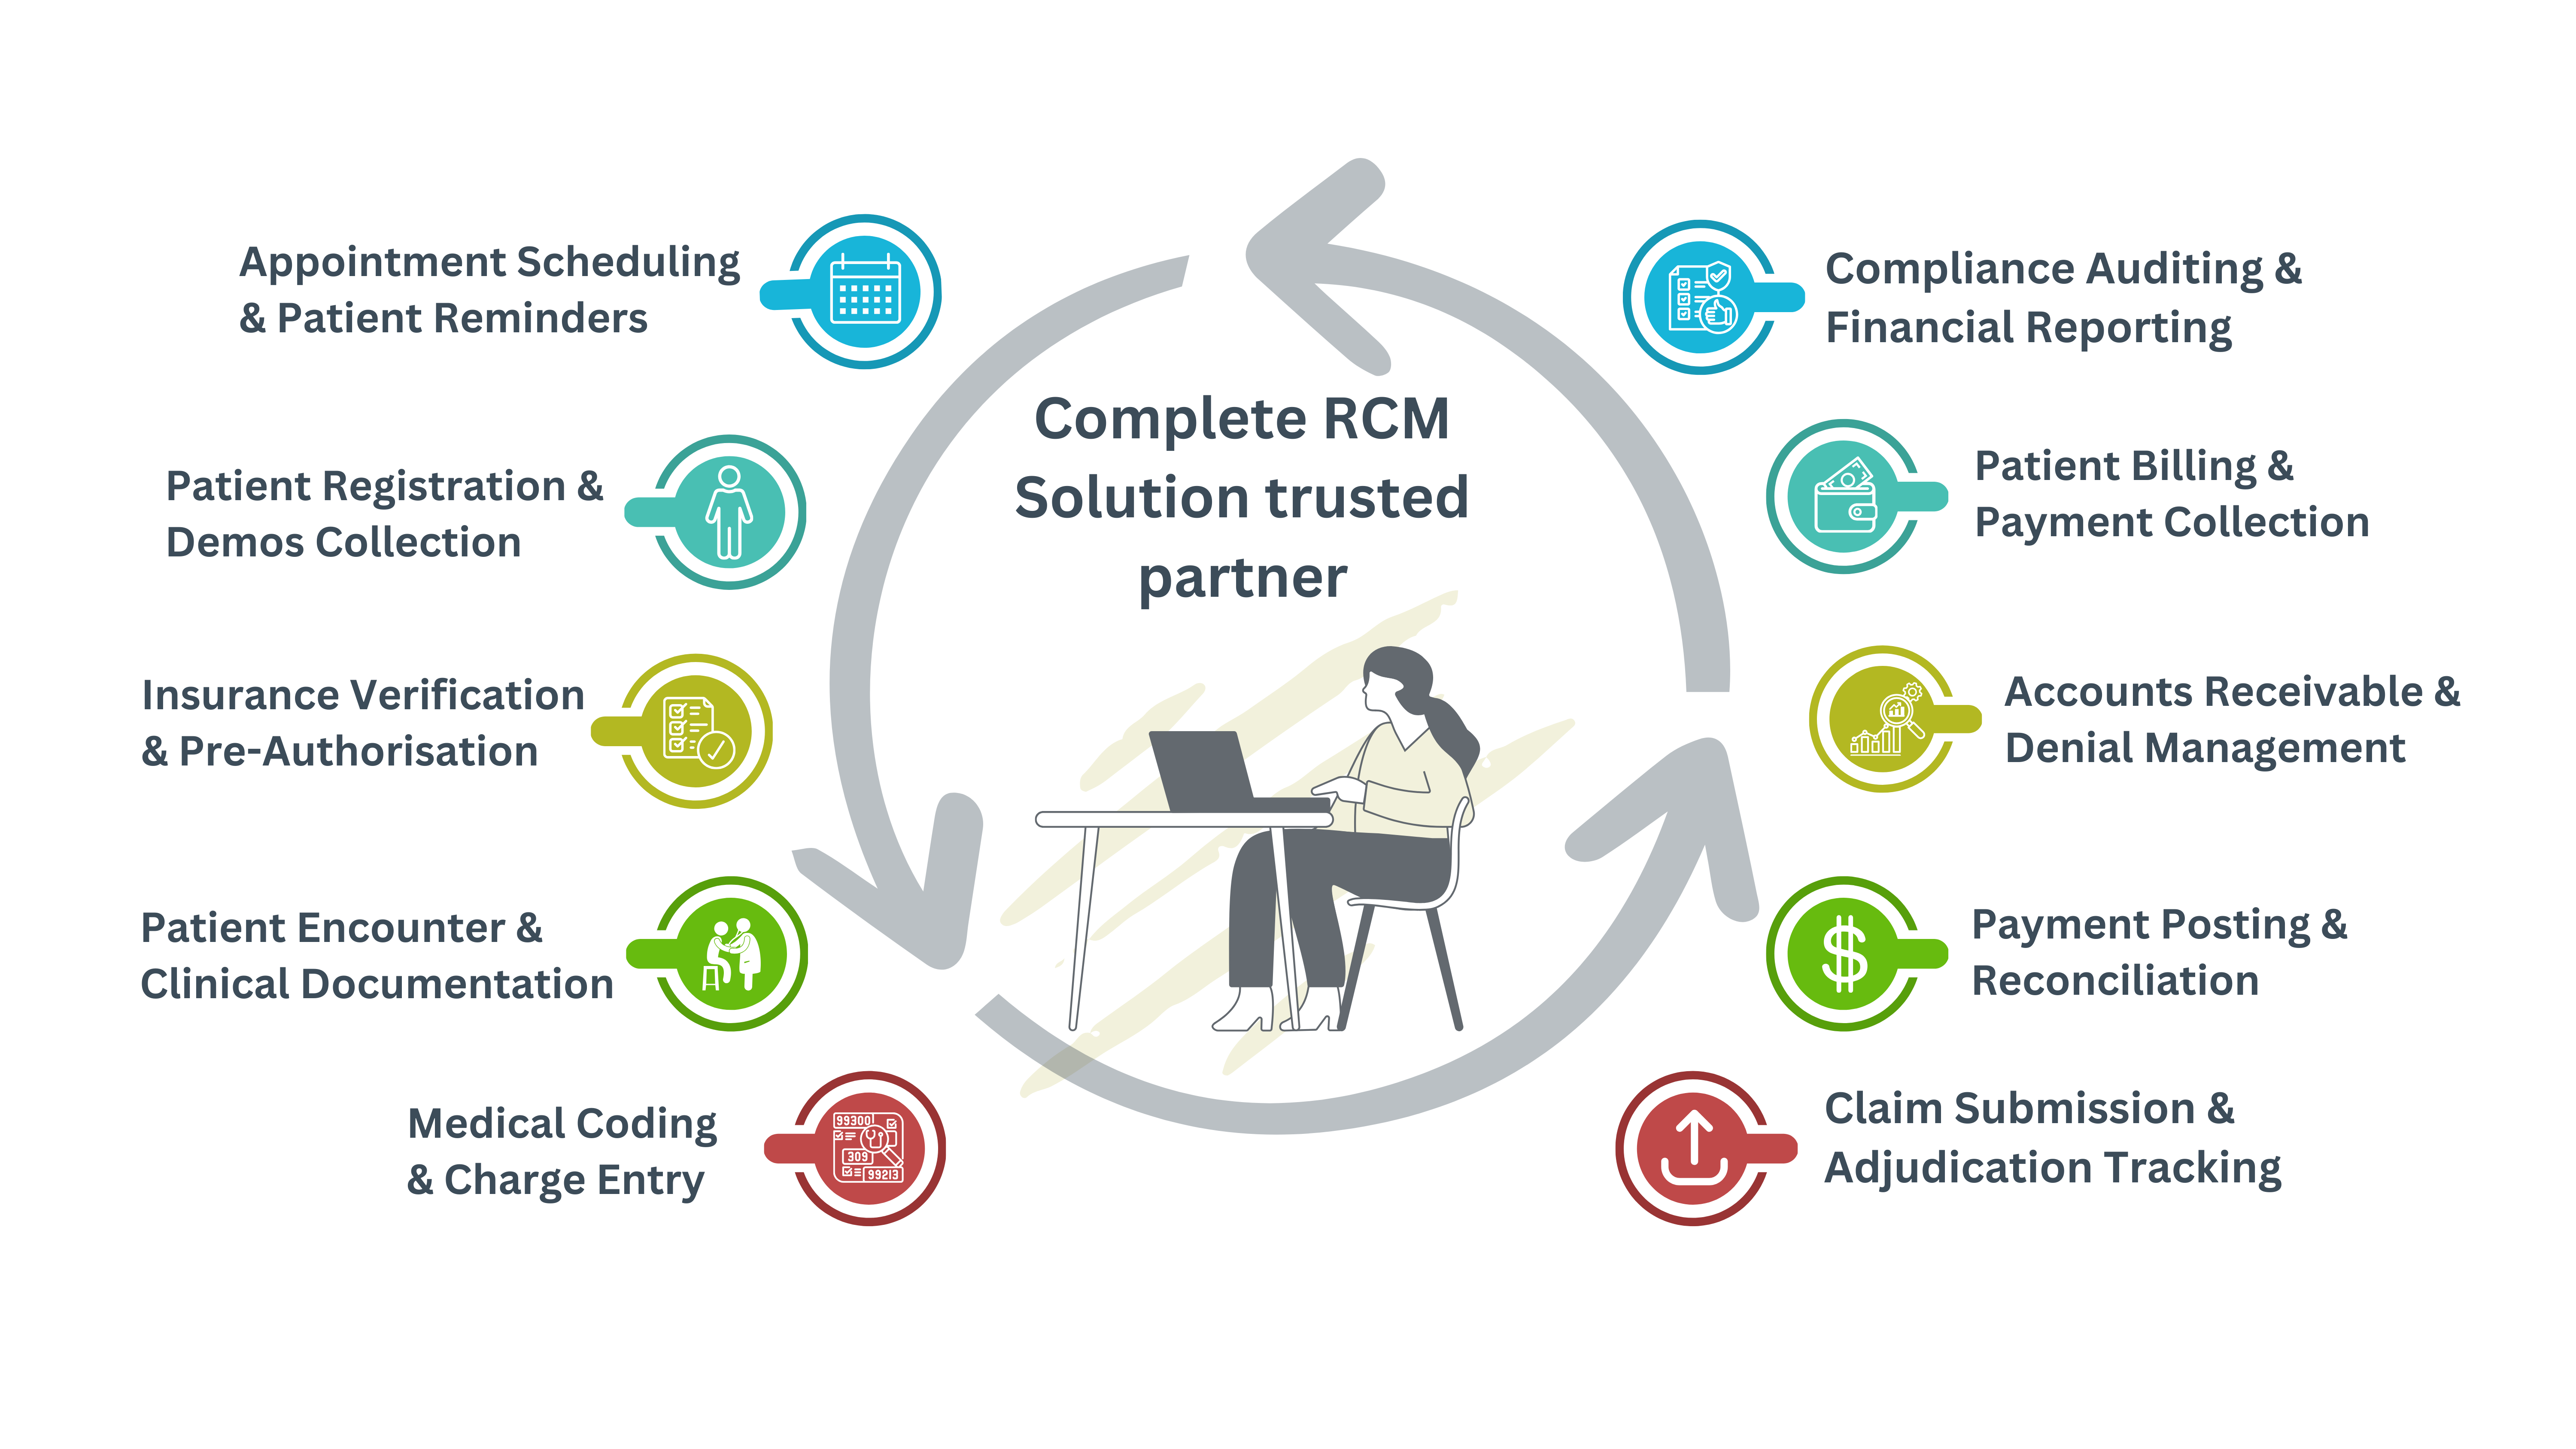 Appointment Scheduling
& Patient Reminders
Patient Registration &
Demos Collection
Insurance Verification
& Pre-Authorisation
Patient Encounter &
Clinical Documentation
Medical Coding
& Charge Entry
99300
309
99213
Complete RCM
Solution trusted
partner
Compliance Auditing &
Financial Reporting
Patient Billing &
Payment Collection
Accounts Receivable &
Denial Management
$
Payment Posting &
Reconciliation
Claim Submission &
Adjudication Tracking